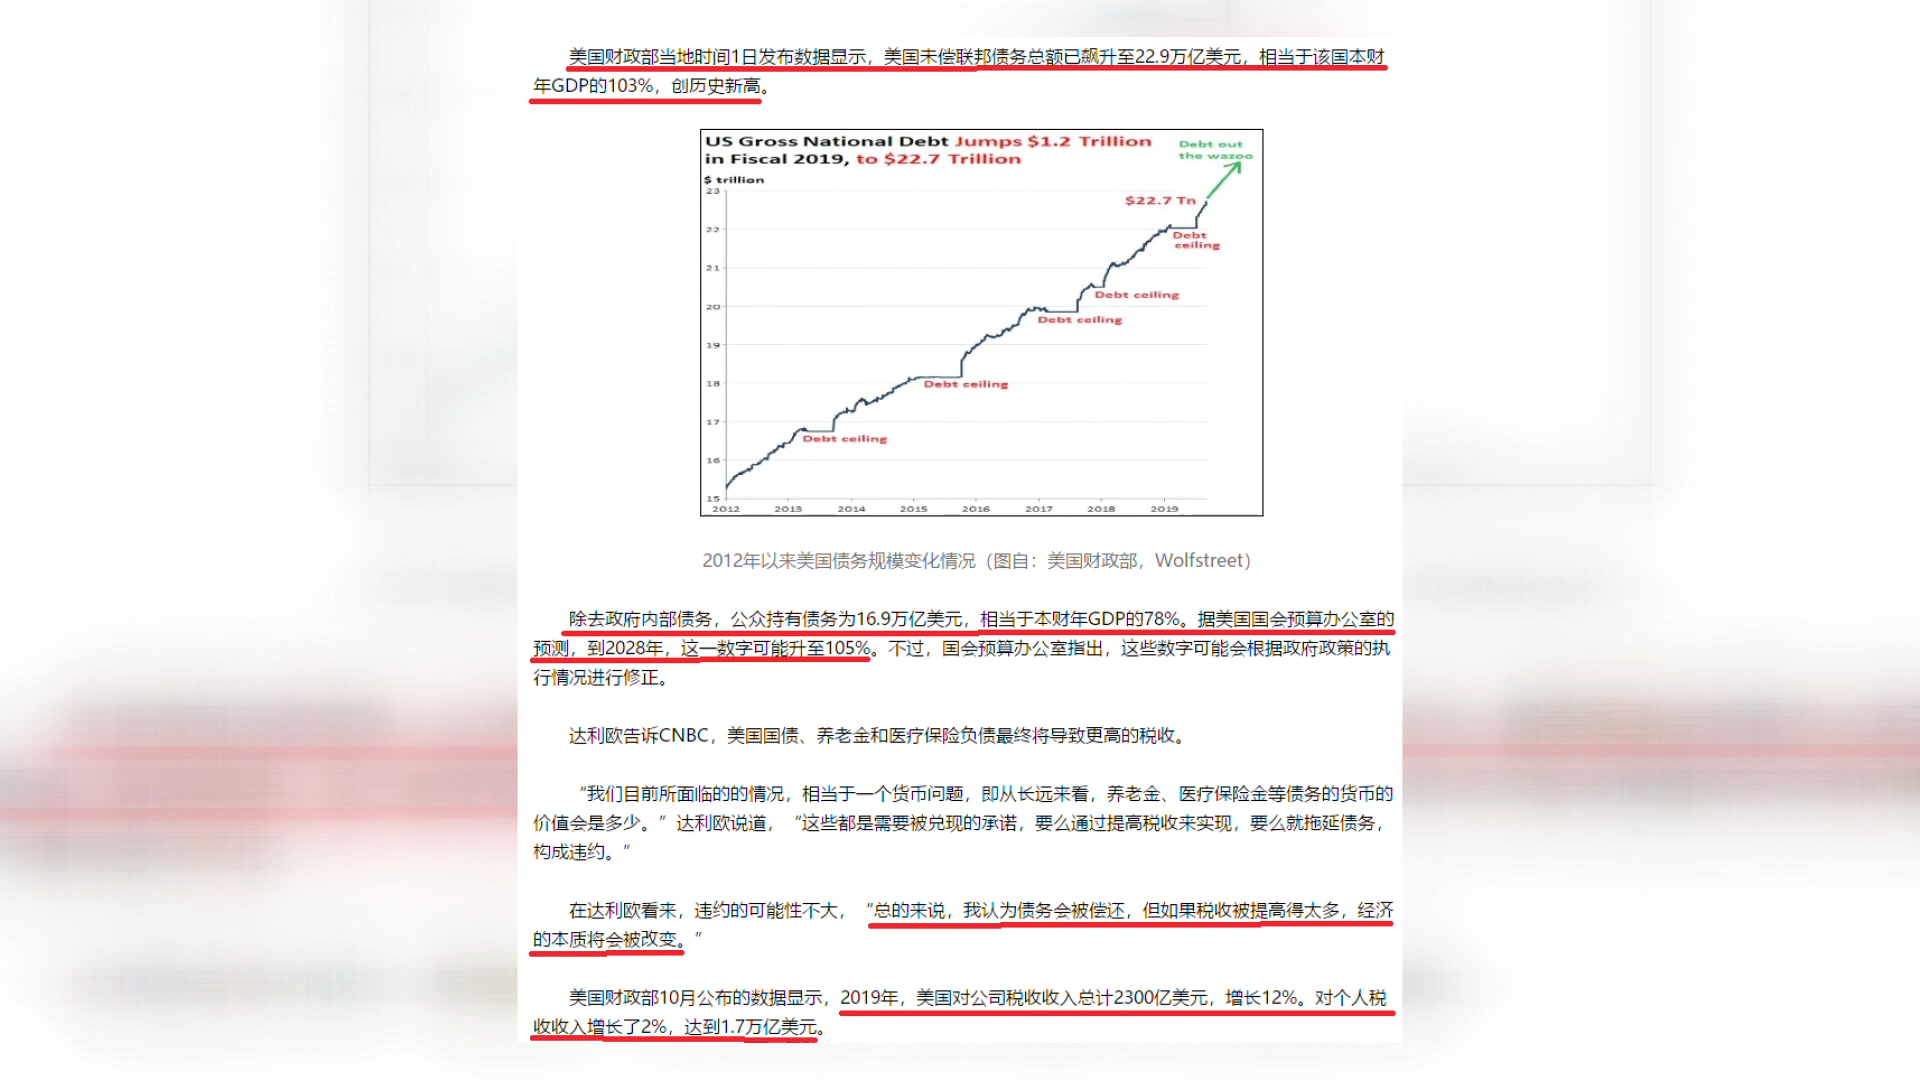 美国财政部当地时间1日发布数据显示，美国未偿联邦债务总额已飙升至22.9万亿美元，相当于该国本财
年GDP的103%，创历史新高。
US Gross National Debt Jumps $1.2 Trillion
in Fiscal 2019, to $22.7 Trillion
Debt out
the wazoo
$ trillion
23
$22.7 Tn
22
Debt
ceiling
21
Debt ceiling
20
Debt ceiling
19
18
Debt ceiling
17
Debt ceiling
16
15
2012 2013 2014 2015 2016 2017 2018 2019
2012年以来美国债务规模变化情况（图自：美国财政部，Wolfstreet）
除去政府内部债务，公众持有债务为16.9万亿美元，相当于本财年GDP的78%。据美国国会预算办公室的
预测，到2028年，这一数字可能升至105%。不过，国会预算办公室指出，这些数字可能会根据政府政策的执
行情况进行修正。
达利欧告诉CNBC，美国国债、养老金和医疗保险负债最终将导致更高的税收。
“我们目前所面临的的情况，相当于一个货币问题，即从长远来看，养老金、医疗保险金等债务的货币的
价值会是多少。”达利欧说道，“这些都是需要被兑现的承诺，要么通过提高税收来实现，要么就拖延债务，
构成违约。”
在达利欧看来，违约的可能性不大，“总的来说，我认为债务会被偿还，但如果税收被提高得太多，经济
的本质将会被改变。”
美国财政部10月公布的数据显示，2019年，美国对公司税收收入总计2300亿美元，增长12%。对个人税
收收入增长了2%，达到1.7万亿美元。